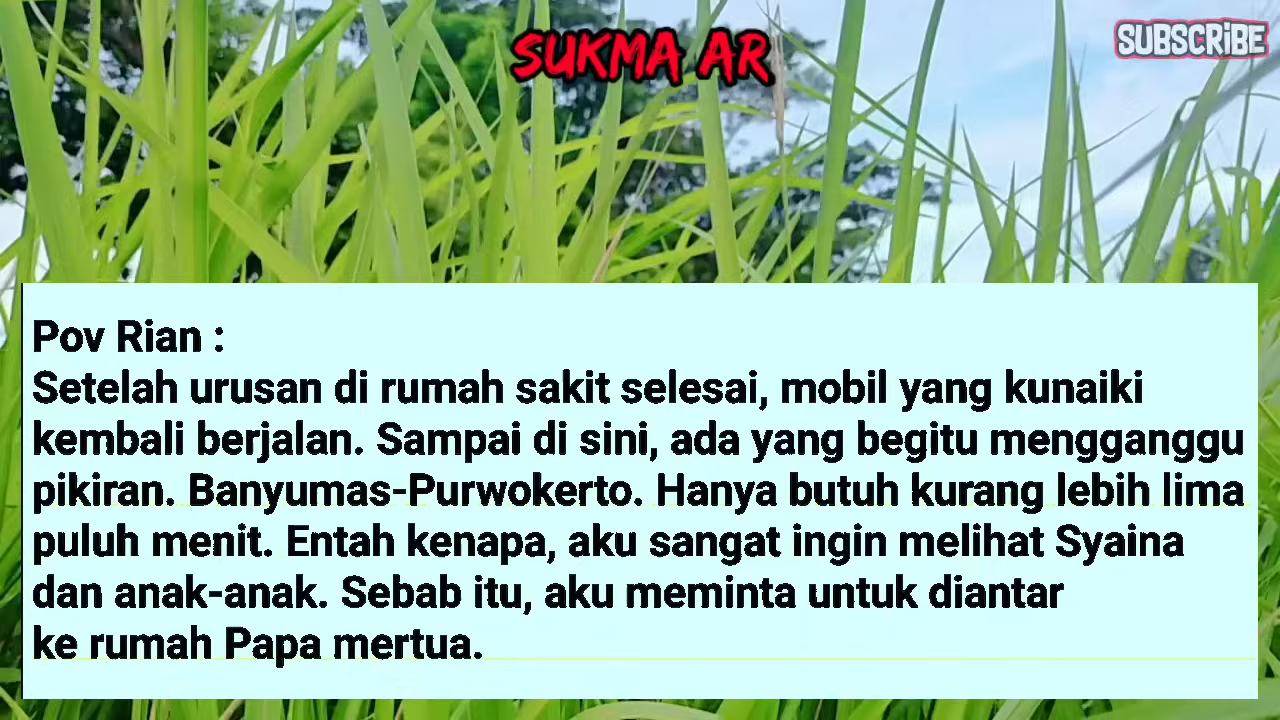 SUKMA AR
SUBSCRIBE
Pov Rian :
Setelah urusan di rumah sakit selesai, mobil yang kunaiki
kembali berjalan. Sampai di sini, ada yang begitu mengganggu
pikiran. Banyumas-Purwokerto. Hanya butuh kurang lebih lima
puluh menit. Entah kenapa, aku sangat ingin melihat Syaina
dan anak-anak. Sebab itu, aku meminta untuk diantar
ke rumah Papa mertua.